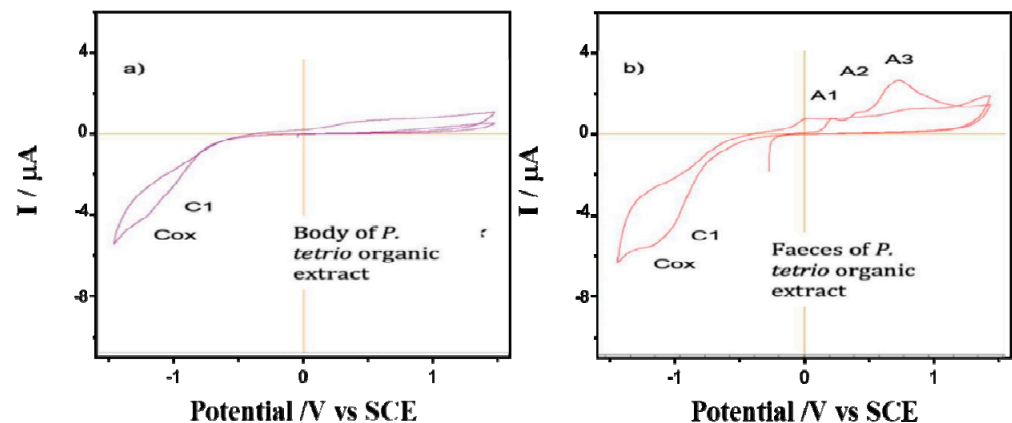 a)
4
0
-4
-8
I / µA
C1
Cox
Body of P.
tetrio organic
extract
-1
0
1
Potential /V vs SCE
b)
4
0
-4
-8
I / µA
A1
A2
A3
C1
Cox
Faeces of P.
tetrio organic
extract
-1
0
1
Potential /V vs SCE